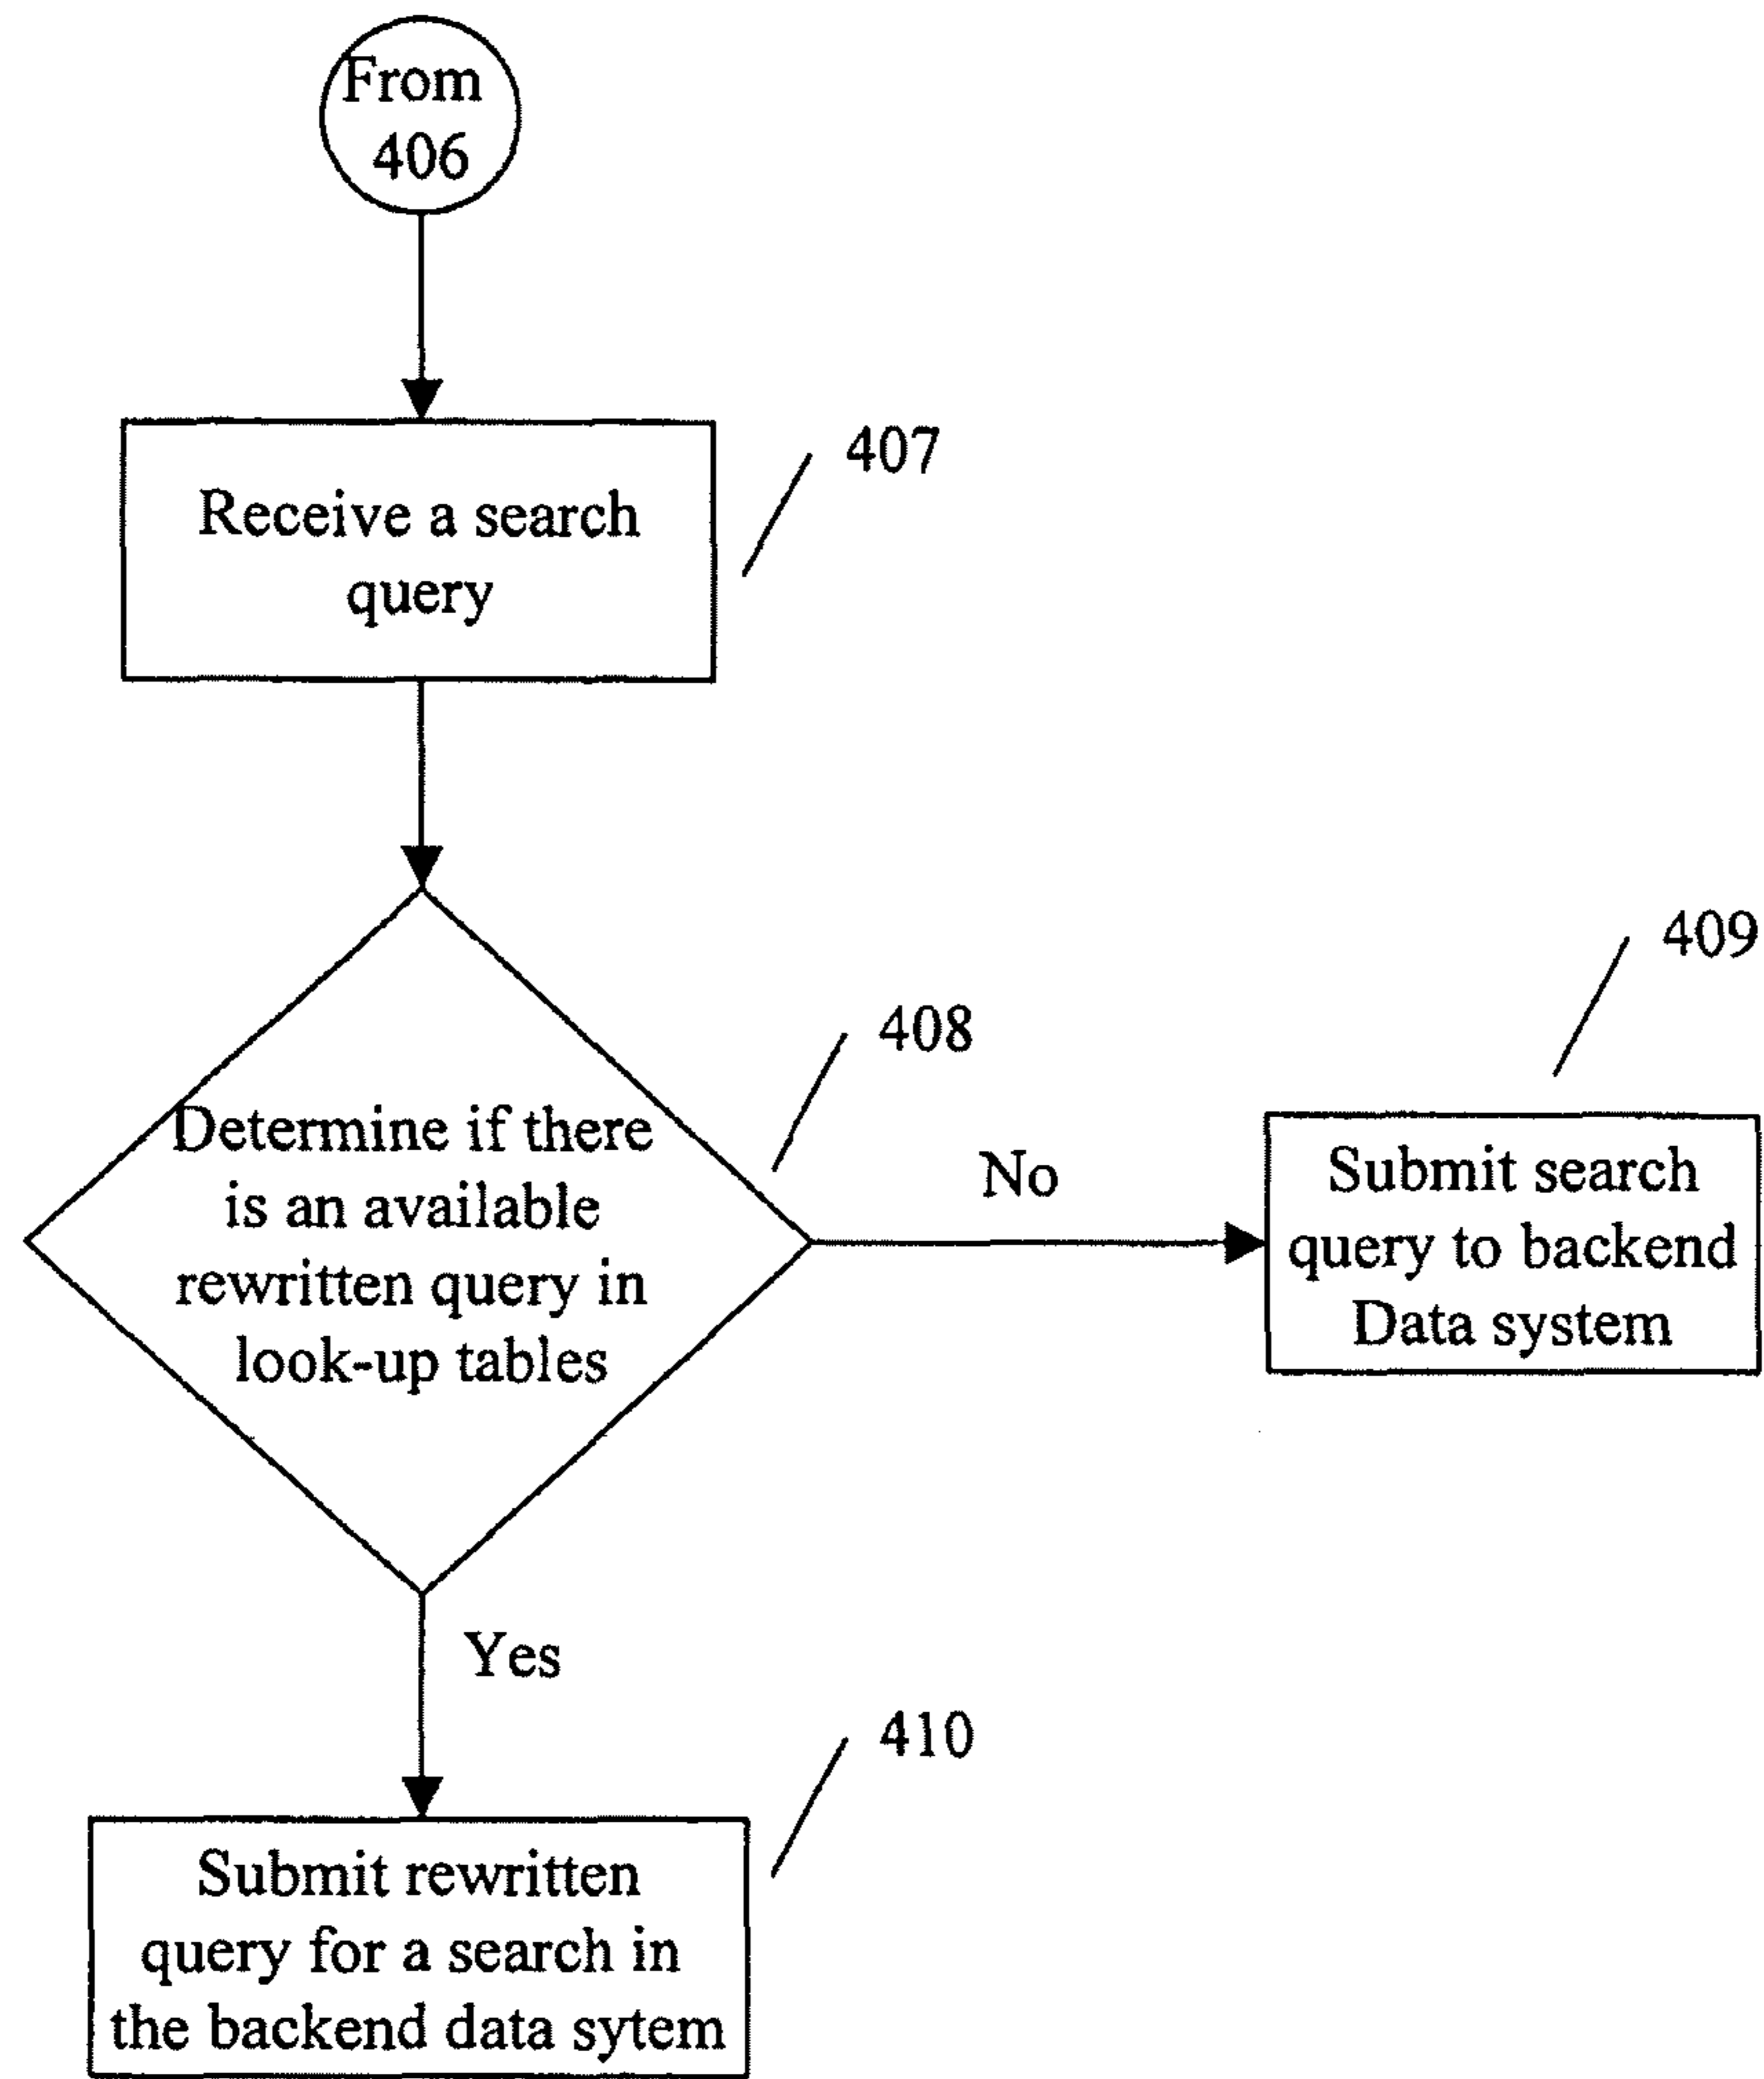 From
406
407
Receive a search
query
409
408
Determine if there
is an available
rewritten query in
look-up tables
No
Submit search
query to backend
Data system
Yes
410
Submit rewritten
query for a search in
the backend data sytem